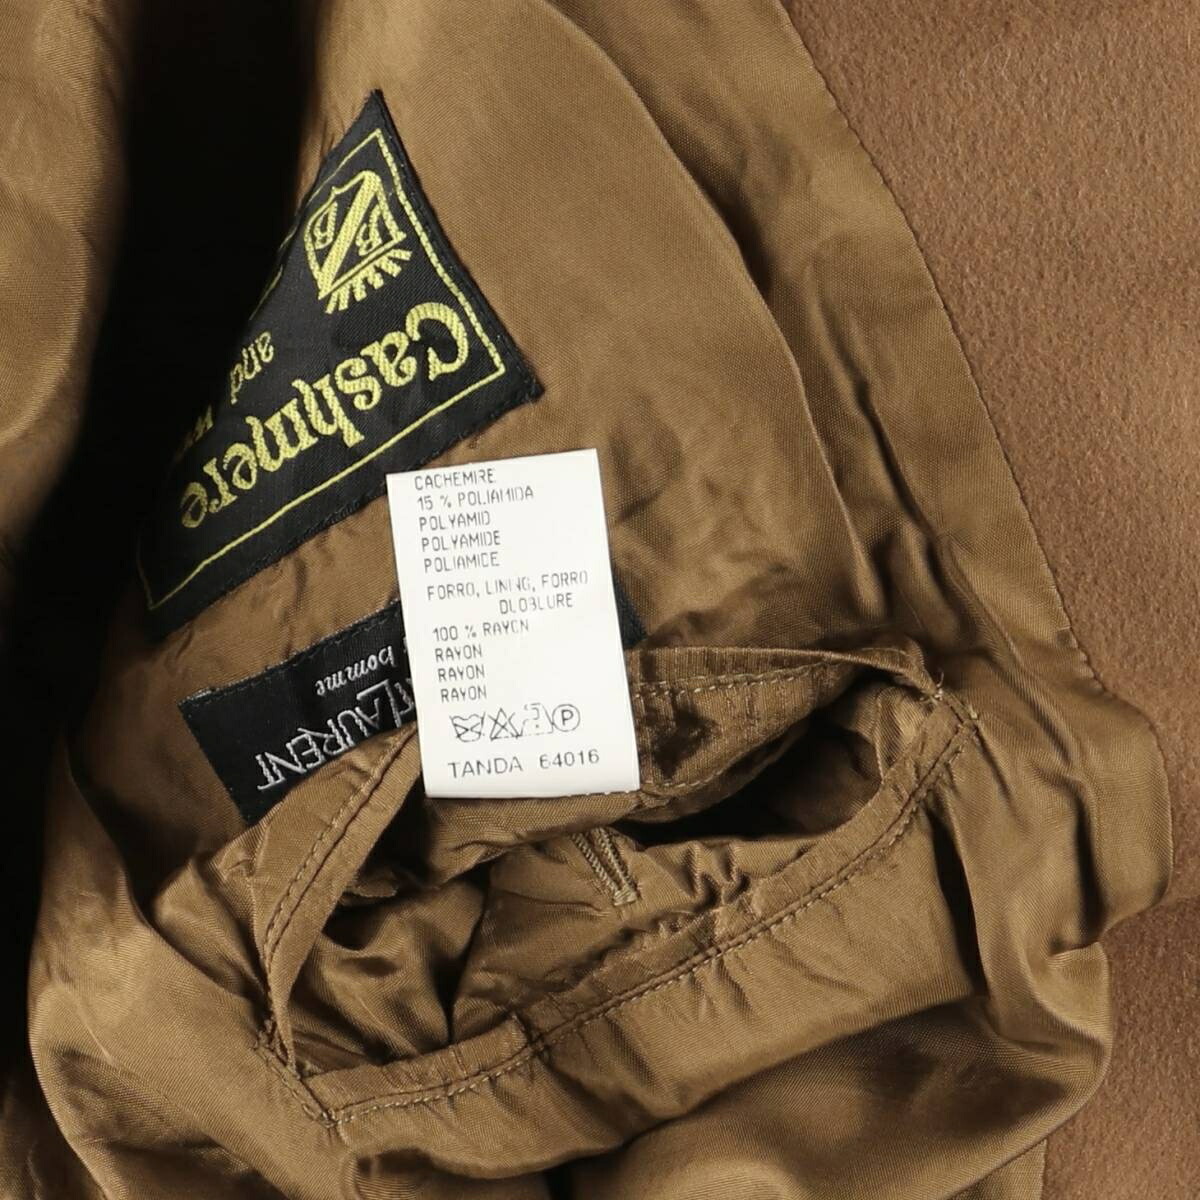 Cashmere
and
B
B
CACHEMIRE
15 % POLIAMIDA
POLYAMID
POLYAMIDE
POLIAMIDE
FORRO, LINING, FORRO
DUOBLURE
100 % RAYON
RAYON
RAYON
RAYON
P
TANDA 64016
LAURENT
homme